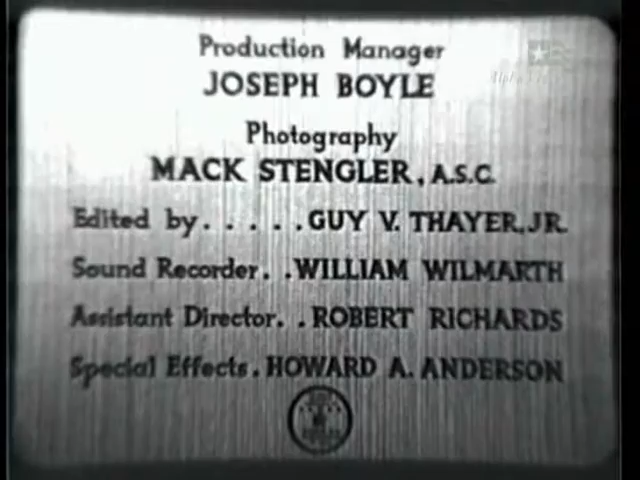 Production Manager
JOSEPH BOYLE
Photography
MACK STENGLER, A.S.C.
Edited by. . . . .GUY V. THAYER, JR.
Sound Recorder. .WILLIAM WILMARTH
Assistant Director. . ROBERT RICHARDS
Special Effects. HOWARD A. ANDERSON